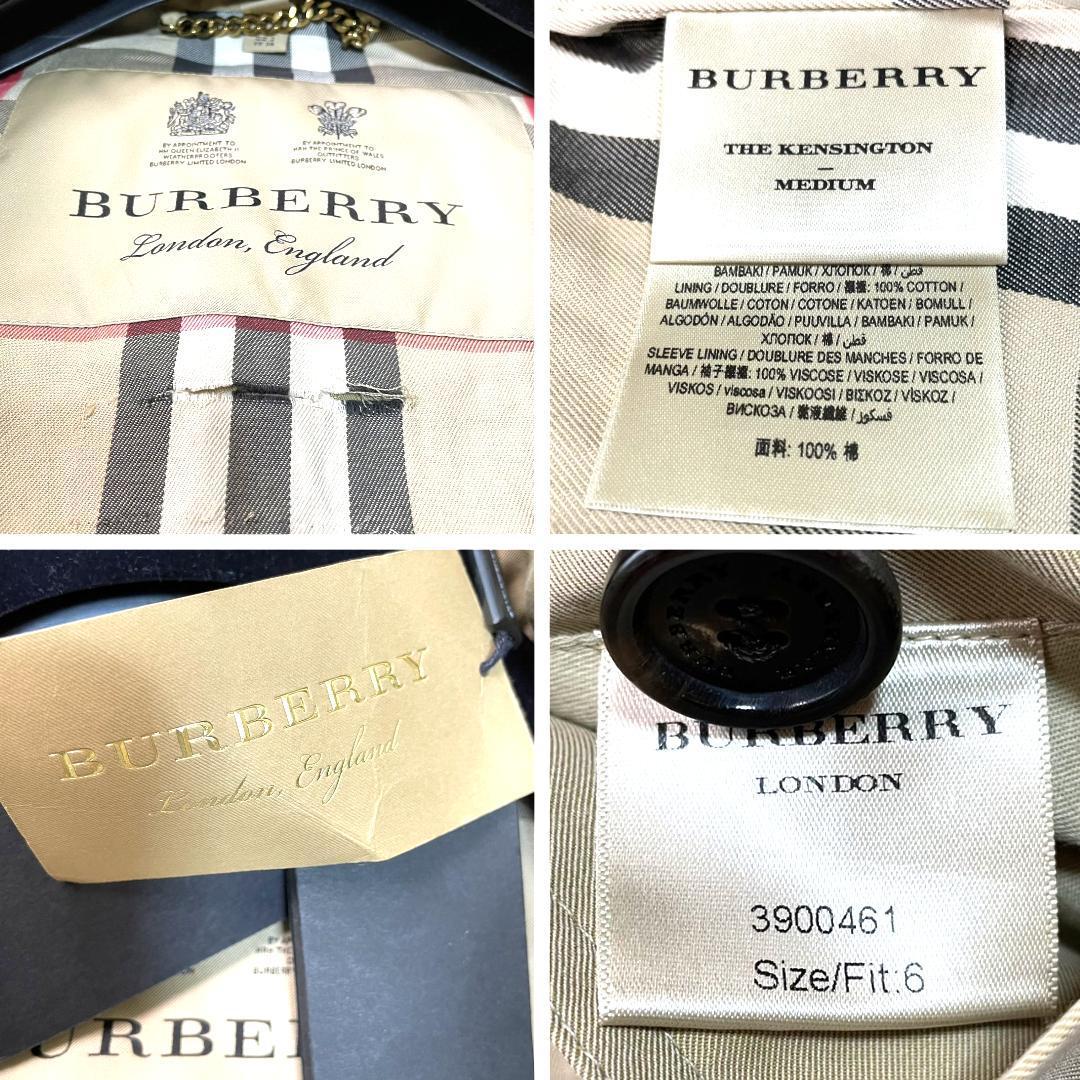 BY APPOINTMENT TO
HM QUEEN ELIZABETH II
WEATHERPROOFERS
BURBERRY LIMITED LONDON
BY APPOINTMENT TO
HRH THE PRINCE OF WALES
OUTFITTERS
BURBERRY LIMITED LONDON
BURBERRY
London, England
BURBERRY
THE KENSINGTON
–
MEDIUM
BAMBAKI / PAMUK / ХЛОПОК / 棉 / قطن /
LINING / DOUBLURE / FORRO / 裡襯: 100% COTTON /
BAUMWOLLE / COTON / COTONE / KATOEN / BOMULL /
ALGODÓN / ALGODÃO / PUUVILLA / BAMBAKI / PAMUK /
ХЛОПОК / 棉 / قطن
SLEEVE LINING / DOUBLURE DES MANCHES / FORRO DE
MANGA / 袖子裡襯: 100% VISCOSE / VISKOSE / VISCOSA /
VISKOS / viscosa / VISKOOSI / ΒΙΣΚΟΖ / VİSKOZ /
ВИСКОЗА / 黏液纖維 / فسكوز
面料: 100% 棉
BURBERRY
London, England
URBE
BURBERRY
BURBERRY
LONDON
3900461
Size/Fit:6